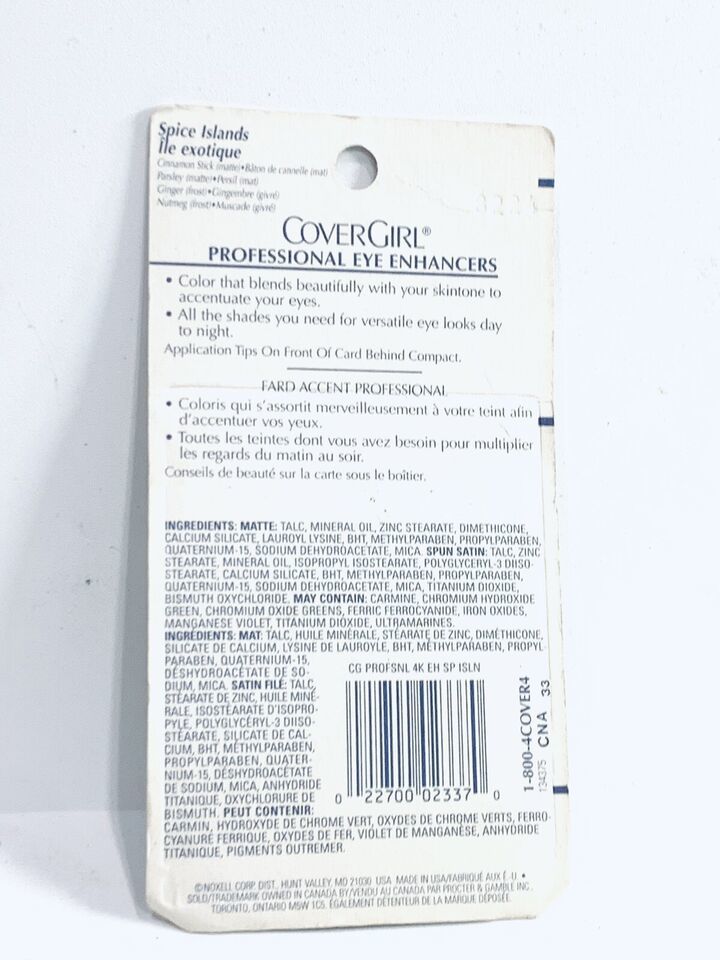 Spice Islands
Île exotique
Cinnamon Stick (matte)•Bâton de cannelle (mat)
Parsley (matte)•Persil (mat)
Ginger (frost)•Gingembre (givré)
Nutmeg (frost)•Muscade (givré)
COVERGIRL®
PROFESSIONAL EYE ENHANCERS
• Color that blends beautifully with your skintone to
accentuate your eyes.
• All the shades you need for versatile eye looks day
to night.
Application Tips On Front Of Card Behind Compact.
FARD ACCENT PROFESSIONAL
• Coloris qui s'assortit merveilleusement à votre teint afin
d'accentuer vos yeux.
• Toutes les teintes dont vous avez besoin pour multiplier
les regards du matin au soir.
Conseils de beauté sur la carte sous le boîtier.
INGREDIENTS: MATTE: TALC, MINERAL OIL, ZINC STEARATE, DIMETHICONE,
CALCIUM SILICATE, LAUROYL LYSINE, BHT, METHYLPARABEN, PROPYLPARABEN,
QUATERNIUM-15, SODIUM DEHYDROACETATE, MICA. SPUN SATIN: TALC, ZINC
STEARATE, MINERAL OIL, ISOPROPYL ISOSTEARATE, POLYGLYCERYL-3 DIISO-
STEARATE, CALCIUM SILICATE, BHT, METHYLPARABEN, PROPYLPARABEN,
QUATERNIUM-15, SODIUM DEHYDROACETATE, MICA, TITANIUM DIOXIDE,
BISMUTH OXYCHLORIDE. MAY CONTAIN: CARMINE, CHROMIUM HYDROXIDE
GREEN, CHROMIUM OXIDE GREENS, FERRIC FERROCYANIDE, IRON OXIDES,
MANGANESE VIOLET, TITANIUM DIOXIDE, ULTRAMARINES.
INGRÉDIENTS: MAT: TALC, HUILE MINÉRALE, STÉARATE DE ZINC, DIMÉTHICONE,
SILICATE DE CALCIUM, LYSINE DE LAUROYLE, BHT, MÉTHYLPARABEN, PROPYL-
PARABEN, QUATERNIUM-15,
DÉSHYDROACÉTATE DE SO-
DIUM, MICA. SATIN FILÉ: TALC,
STÉARATE DE ZINC, HUILE MINÉ-
RALE, ISOSTÉARATE D'ISOPRO-
PYLE, POLYGLYCÉRYL-3 DIISO-
STÉARATE, SILICATE DE CAL-
CIUM, BHT, MÉTHYLPARABEN,
PROPYLPARABEN, QUATER-
NIUM-15, DÉSHYDROACÉTATE
DE SODIUM, MICA, ANHYDRIDE
TITANIQUE, OXYCHLORURE DE
BISMUTH. PEUT CONTENIR:
CARMIN, HYDROXYDE DE CHROME VERT, OXYDES DE CHROME VERTS, FERRO-
CYANURE FERRIQUE, OXYDES DE FER, VIOLET DE MANGANÈSE, ANHYDRIDE
TITANIQUE, PIGMENTS OUTREMER.
CG PROFSNL 4K EH SP ISLN
0 22700 02337 0
1-800-4COVER4
134375 CNA 33
©NOXELL CORP. DIST., HUNT VALLEY, MD 21030 USA MADE IN USA/FABRIQUÉ AUX É.-U. •
SOLD/TRADEMARK OWNED IN CANADA BY/VENDU AU CANADA PAR PROCTER & GAMBLE INC.,
TORONTO, ONTARIO M5W 1C5. ÉGALEMENT DÉTENTEUR DE LA MARQUE DÉPOSÉE.